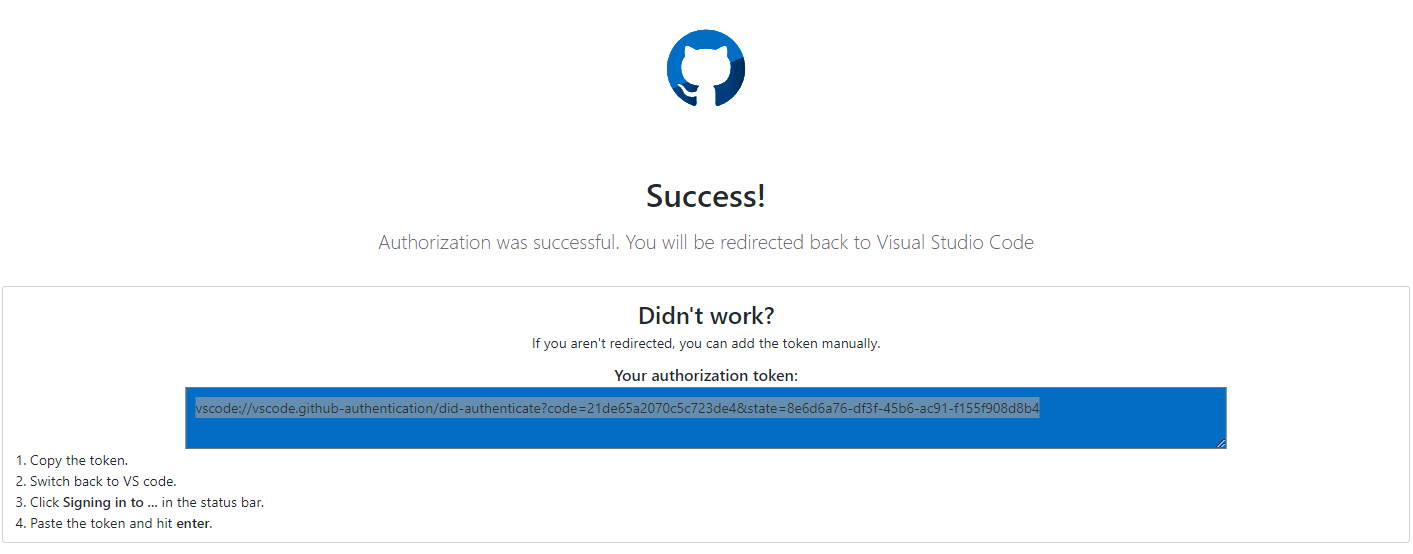 Success!
Authorization was successful. You will be redirected back to Visual Studio Code
Didn't work?
If you aren't redirected, you can add the token manually.
Your authorization token:
vscode://vscode.github-authentication/did-authenticate?code=21de65a2070c5c723de4&state=8e6d6a76-df3f-45b6-ac91-f155f908d8b4
1. Copy the token.
2. Switch back to VS code.
3. Click Signing in to ... in the status bar.
4. Paste the token and hit enter.